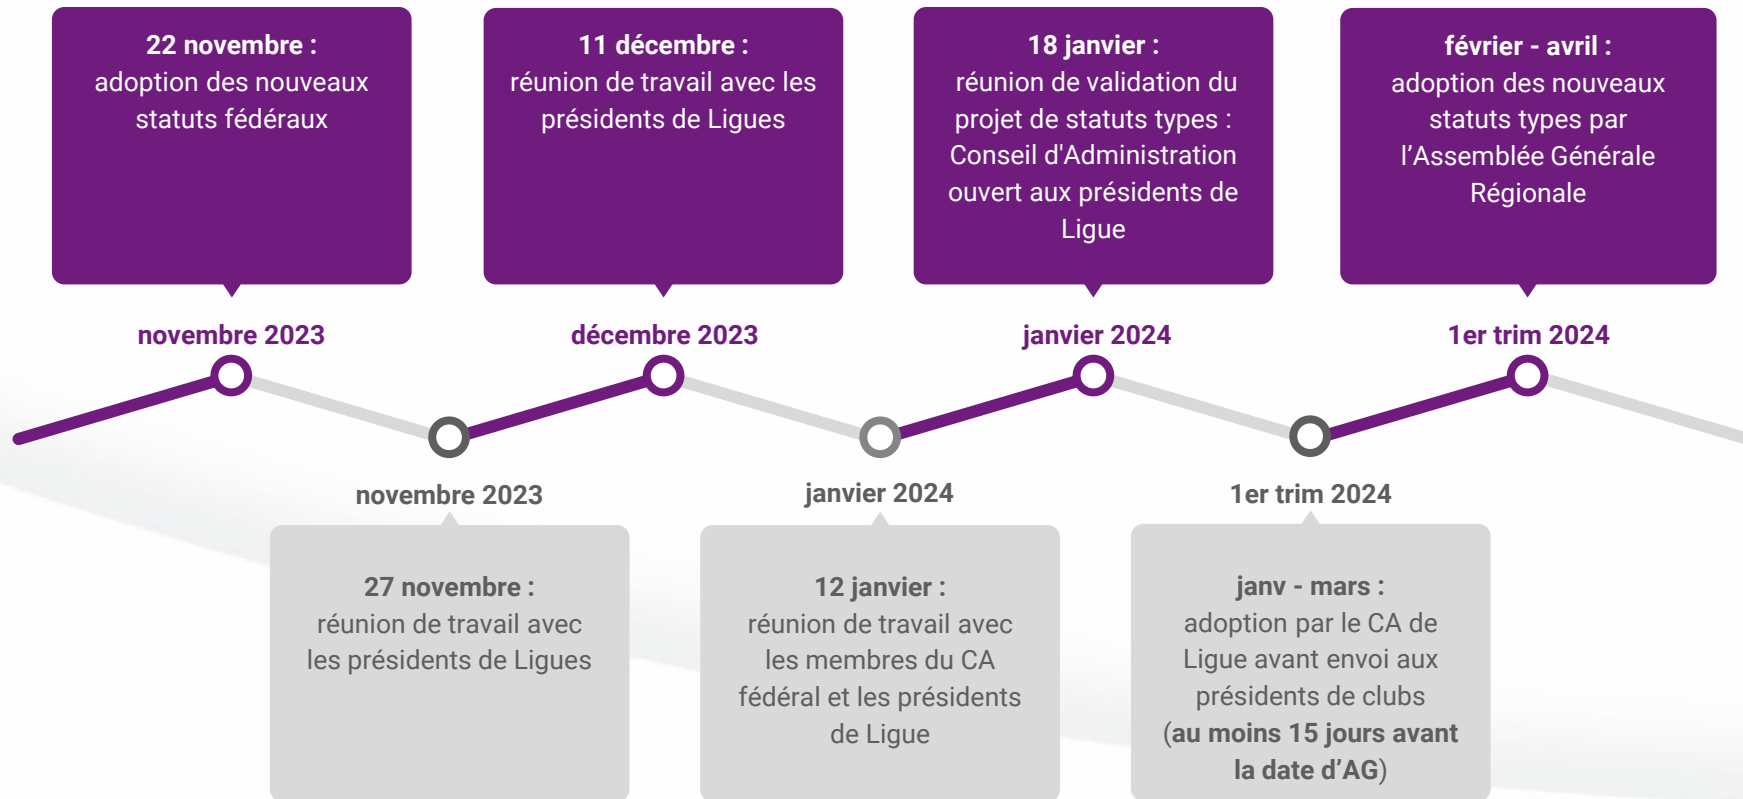 22 novembre :
adoption des nouveaux
statuts fédéraux
11 décembre :
réunion de travail avec les
présidents de Ligues
18 janvier :
réunion de validation du
projet de statuts types :
Conseil d'Administration
ouvert aux présidents de
Ligue
février - avril :
adoption des nouveaux
statuts types par
l’Assemblée Générale
Régionale
novembre 2023
décembre 2023
janvier 2024
1er trim 2024
novembre 2023
janvier 2024
1er trim 2024
27 novembre :
réunion de travail avec
les présidents de Ligues
12 janvier :
réunion de travail avec
les membres du CA
fédéral et les présidents
de Ligue
janv - mars :
adoption par le CA de
Ligue avant envoi aux
présidents de clubs
(au moins 15 jours avant
la date d’AG)